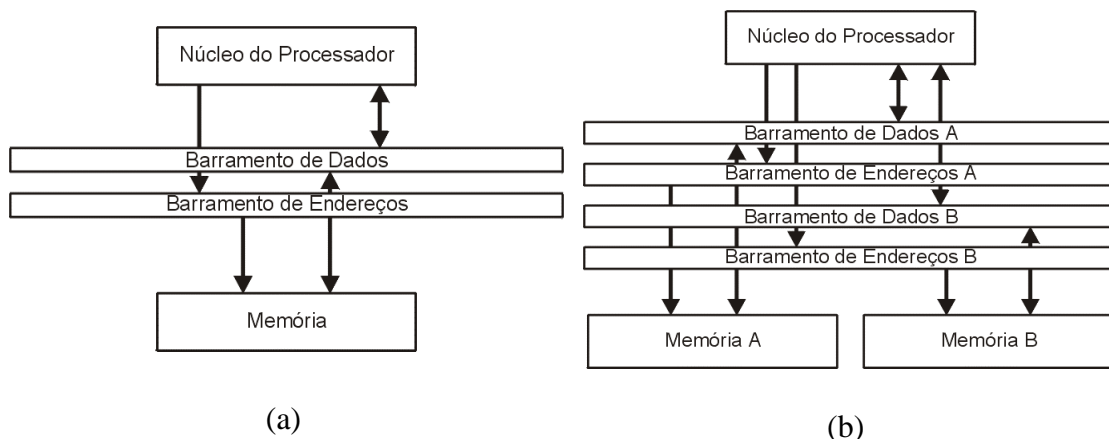 Núcleo do Processador
Barramento de Dados
Barramento de Endereços
Memória
(a)
Núcleo do Processador
Barramento de Dados A
Barramento de Endereços A
Barramento de Dados B
Barramento de Endereços B
Memória A
Memória B
(b)